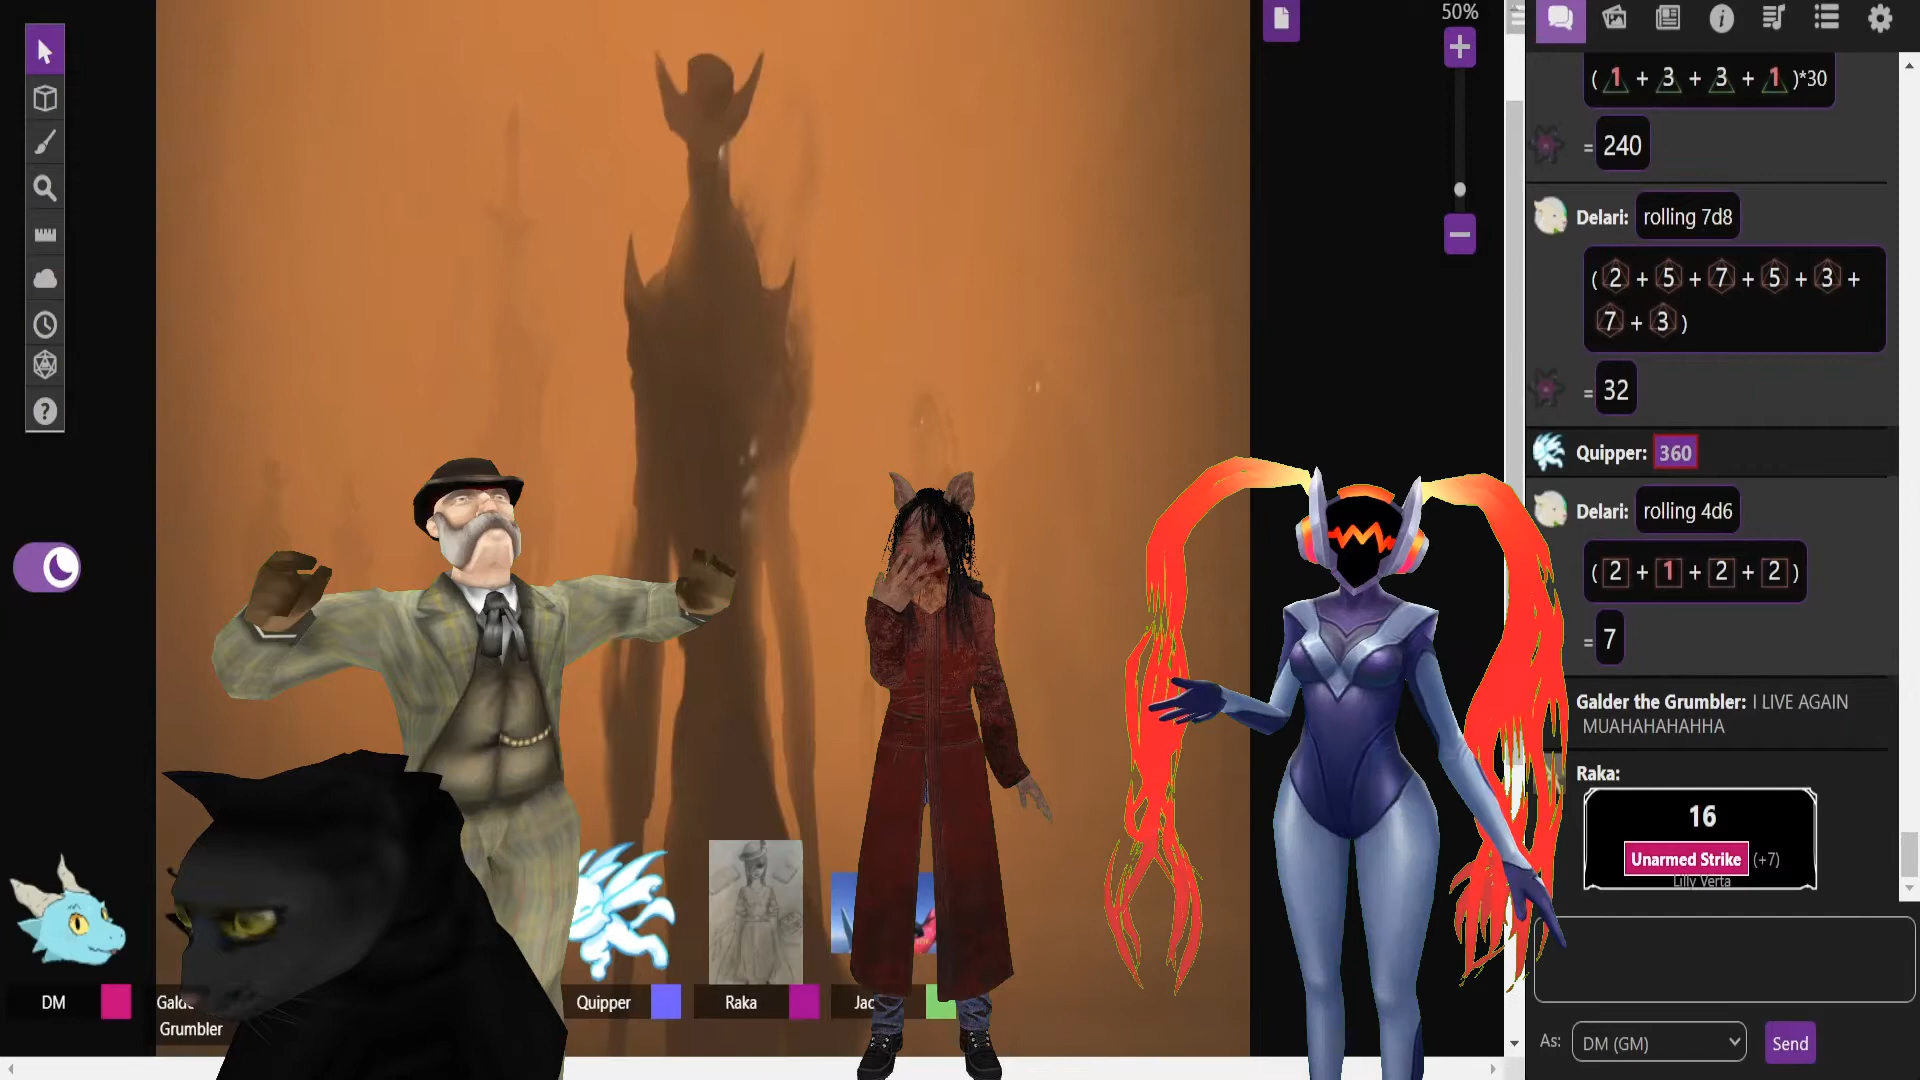 50%
( 1 + 3 + 3 + 1 )*30
= 240
Delari: rolling 7d8
( 2 + 5 + 7 + 5 + 3 +
7 + 3 )
= 32
Quipper: 360
Delari: rolling 4d6
( 2 + 1 + 2 + 2 )
= 7
Galder the Grumbler: I LIVE AGAIN
MUAHAHAHAHHA
Raka:
16
Unarmed Strike (+7)
Lilly Verta
As: DM (GM) Send
DM
Grumbler
Quipper
Raka